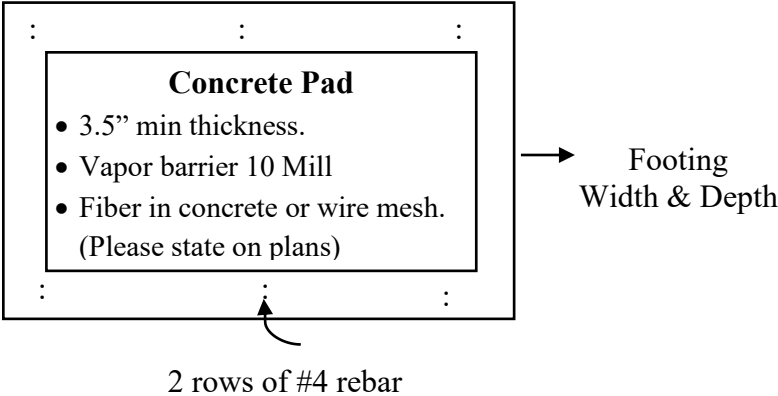 Concrete Pad
• 3.5” min thickness.
• Vapor barrier 10 Mill
• Fiber in concrete or wire mesh.
(Please state on plans)
Footing
Width & Depth
2 rows of #4 rebar